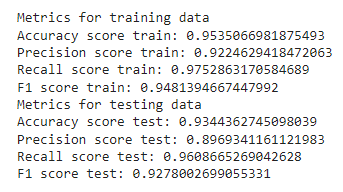 Metrics for training data
Accuracy score train: 0.9535066981875493
Precision score train: 0.9224629418472063
Recall score train: 0.9752863170584689
F1 score train: 0.9481394667447992
Metrics for testing data
Accuracy score test: 0.9344362745098039
Precision score test: 0.8969341161121983
Recall score test: 0.9608665269042628
F1 score test: 0.9278002699055331